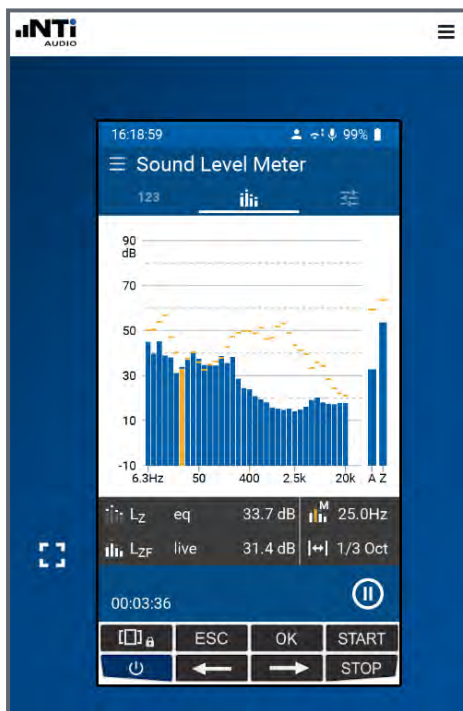 NTi
AUDIO
16:18:59 99%
Sound Level Meter
123
90
dB
70
50
30
10
-10
6.3Hz 50 400 2.5k 20k A Z
LZ eq 33.7 dB M 25.0Hz
LZF live 31.4 dB 1/3 Oct
00:03:36
ESC OK START
STOP